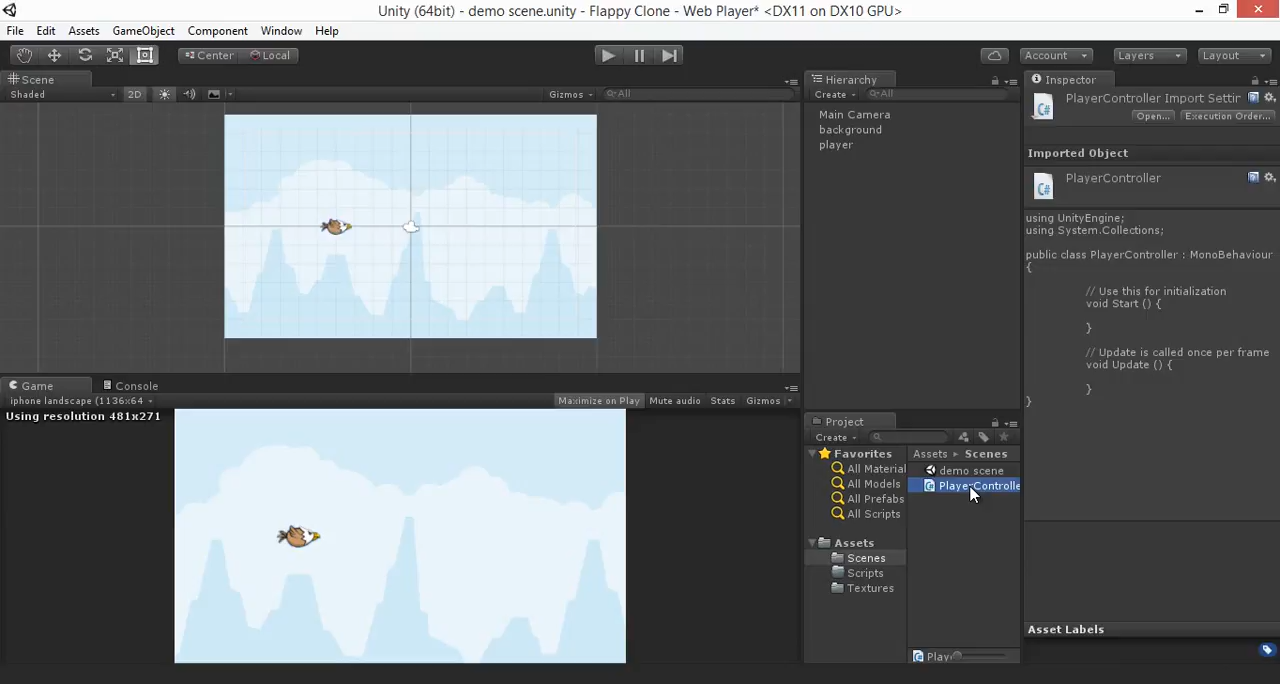 Unity (64bit) - demo scene.unity - Flappy Clone - Web Player* <DX11 on DX10 GPU>
File Edit Assets GameObject Component Window Help
Center Local Account Layers Layout
Scene
Shaded 2D Gizmos All
Hierarchy
Create All
Main Camera
background
player
Inspector
PlayerController Import Settir
Open... Execution Order...
Imported Object
PlayerController
using UnityEngine;
using System.Collections;
public class PlayerController : MonoBehaviour
{
// Use this for initialization
void Start () {
}
// Update is called once per frame
void Update () {
}
}
Game Console
iphone landscape (1136x64 Maximize on Play Mute audio Stats Gizmos
Using resolution 481x271
Project
Create
Favorites
All Material
All Models
All Prefabs
All Scripts
Assets
Scenes
Scripts
Textures
Assets Scenes
demo scene
PlayerControlle
Play
Asset Labels